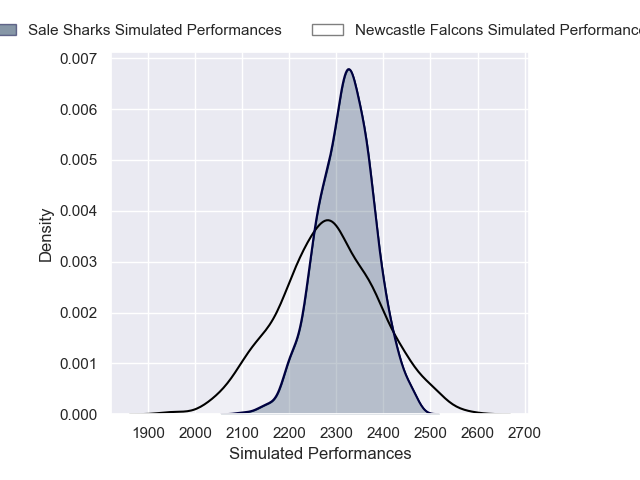 Sale Sharks Simulated Performances
Newcastle Falcons Simulated Performance
0.007
0.006
0.005
0.004
0.003
0.002
0.001
0.000
Density
1900 2000 2100 2200 2300 2400 2500 2600 2700
Simulated Performances